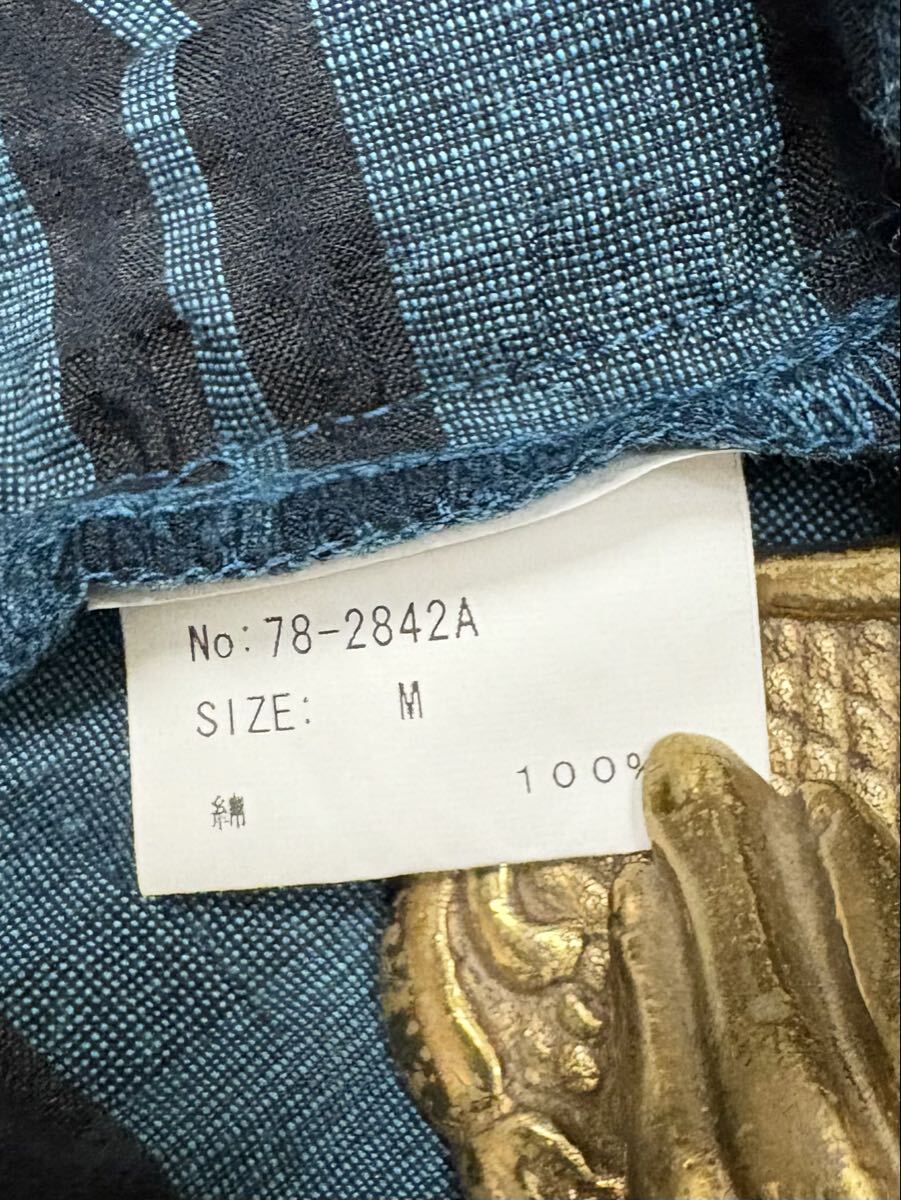 No:78-2842A
SIZE: M
綿 100%